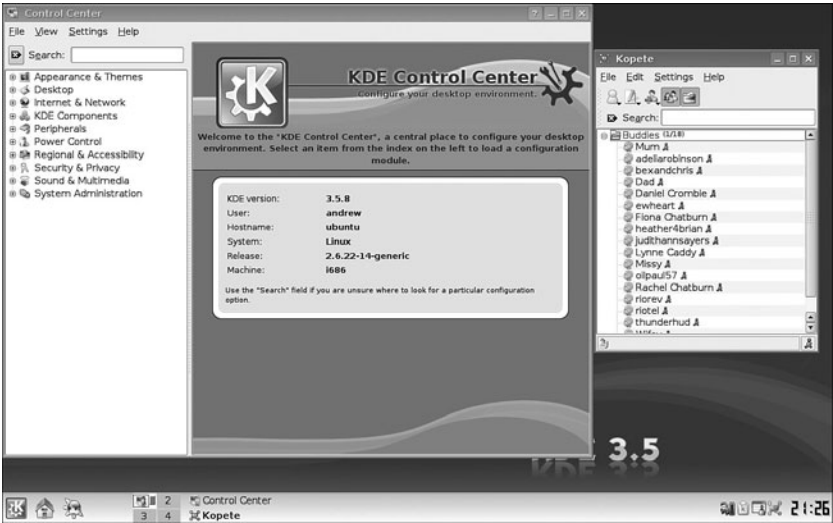 Control Center
File View Settings Help
Search:
Appearance & Themes
Desktop
Internet & Network
KDE Components
Peripherals
Power Control
Regional & Accessibility
Security & Privacy
Sound & Multimedia
System Administration
KDE Control Center
Configure your desktop environment.
Welcome to the "KDE Control Center", a central place to configure your desktop
environment. Select an item from the index on the left to load a configuration
module.
KDE version: 3.5.8
User: andrew
Hostname: ubuntu
System: Linux
Release: 2.6.22-14-generic
Machine: i686
Use the "Search" field if you are unsure where to look for a particular configuration
option.
Kopete
File Edit Settings Help
Search:
Buddies (1/18)
Mum
adellarobinson
bexandchris
Dad
Daniel Crombie
ewheart
Fiona Chatburn
heather4brian
judithannsayers
Lynne Caddy
Missy
oilpaul57
Rachel Chatburn
riorev
riotel
thunderhud
3.5
2
3 4
Control Center
Kopete
21:26